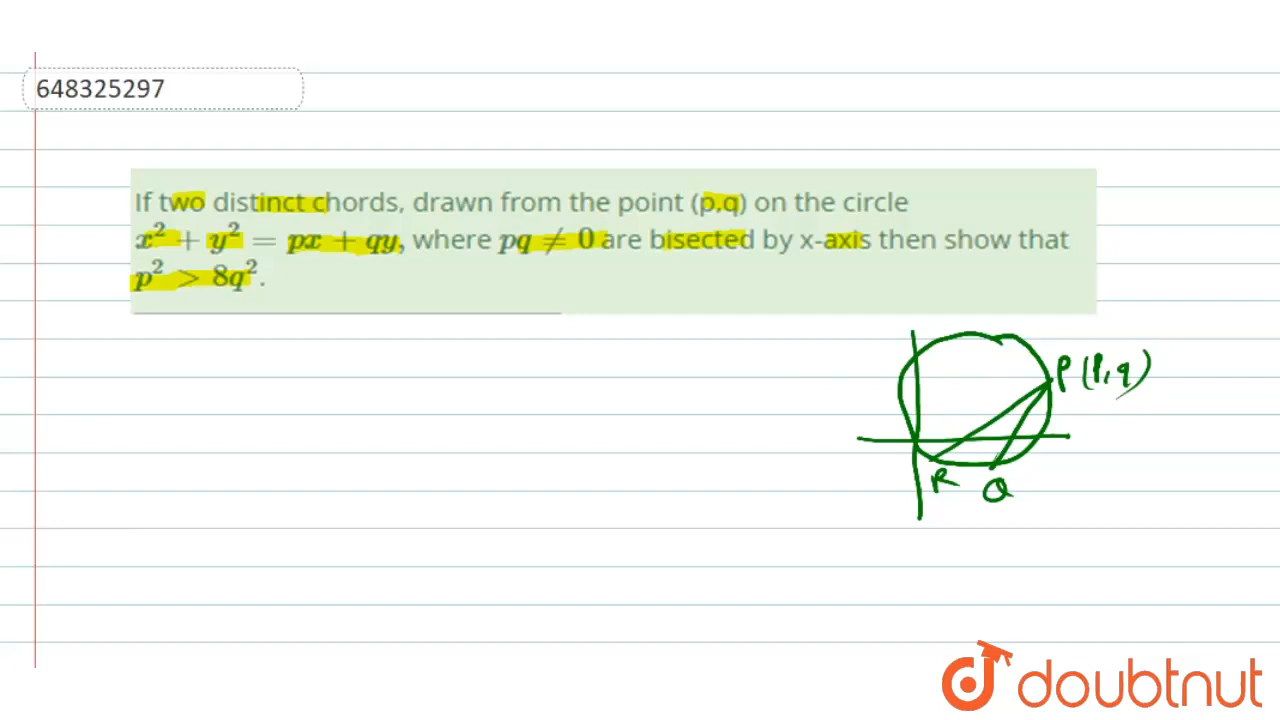 648325297
If two distinct chords, drawn from the point (p,q) on the circle
x² + y² = px + qy, where pq ≠ 0 are bisected by x-axis then show that
p² > 8q².
P (P, q)
R
Q
doubtnut